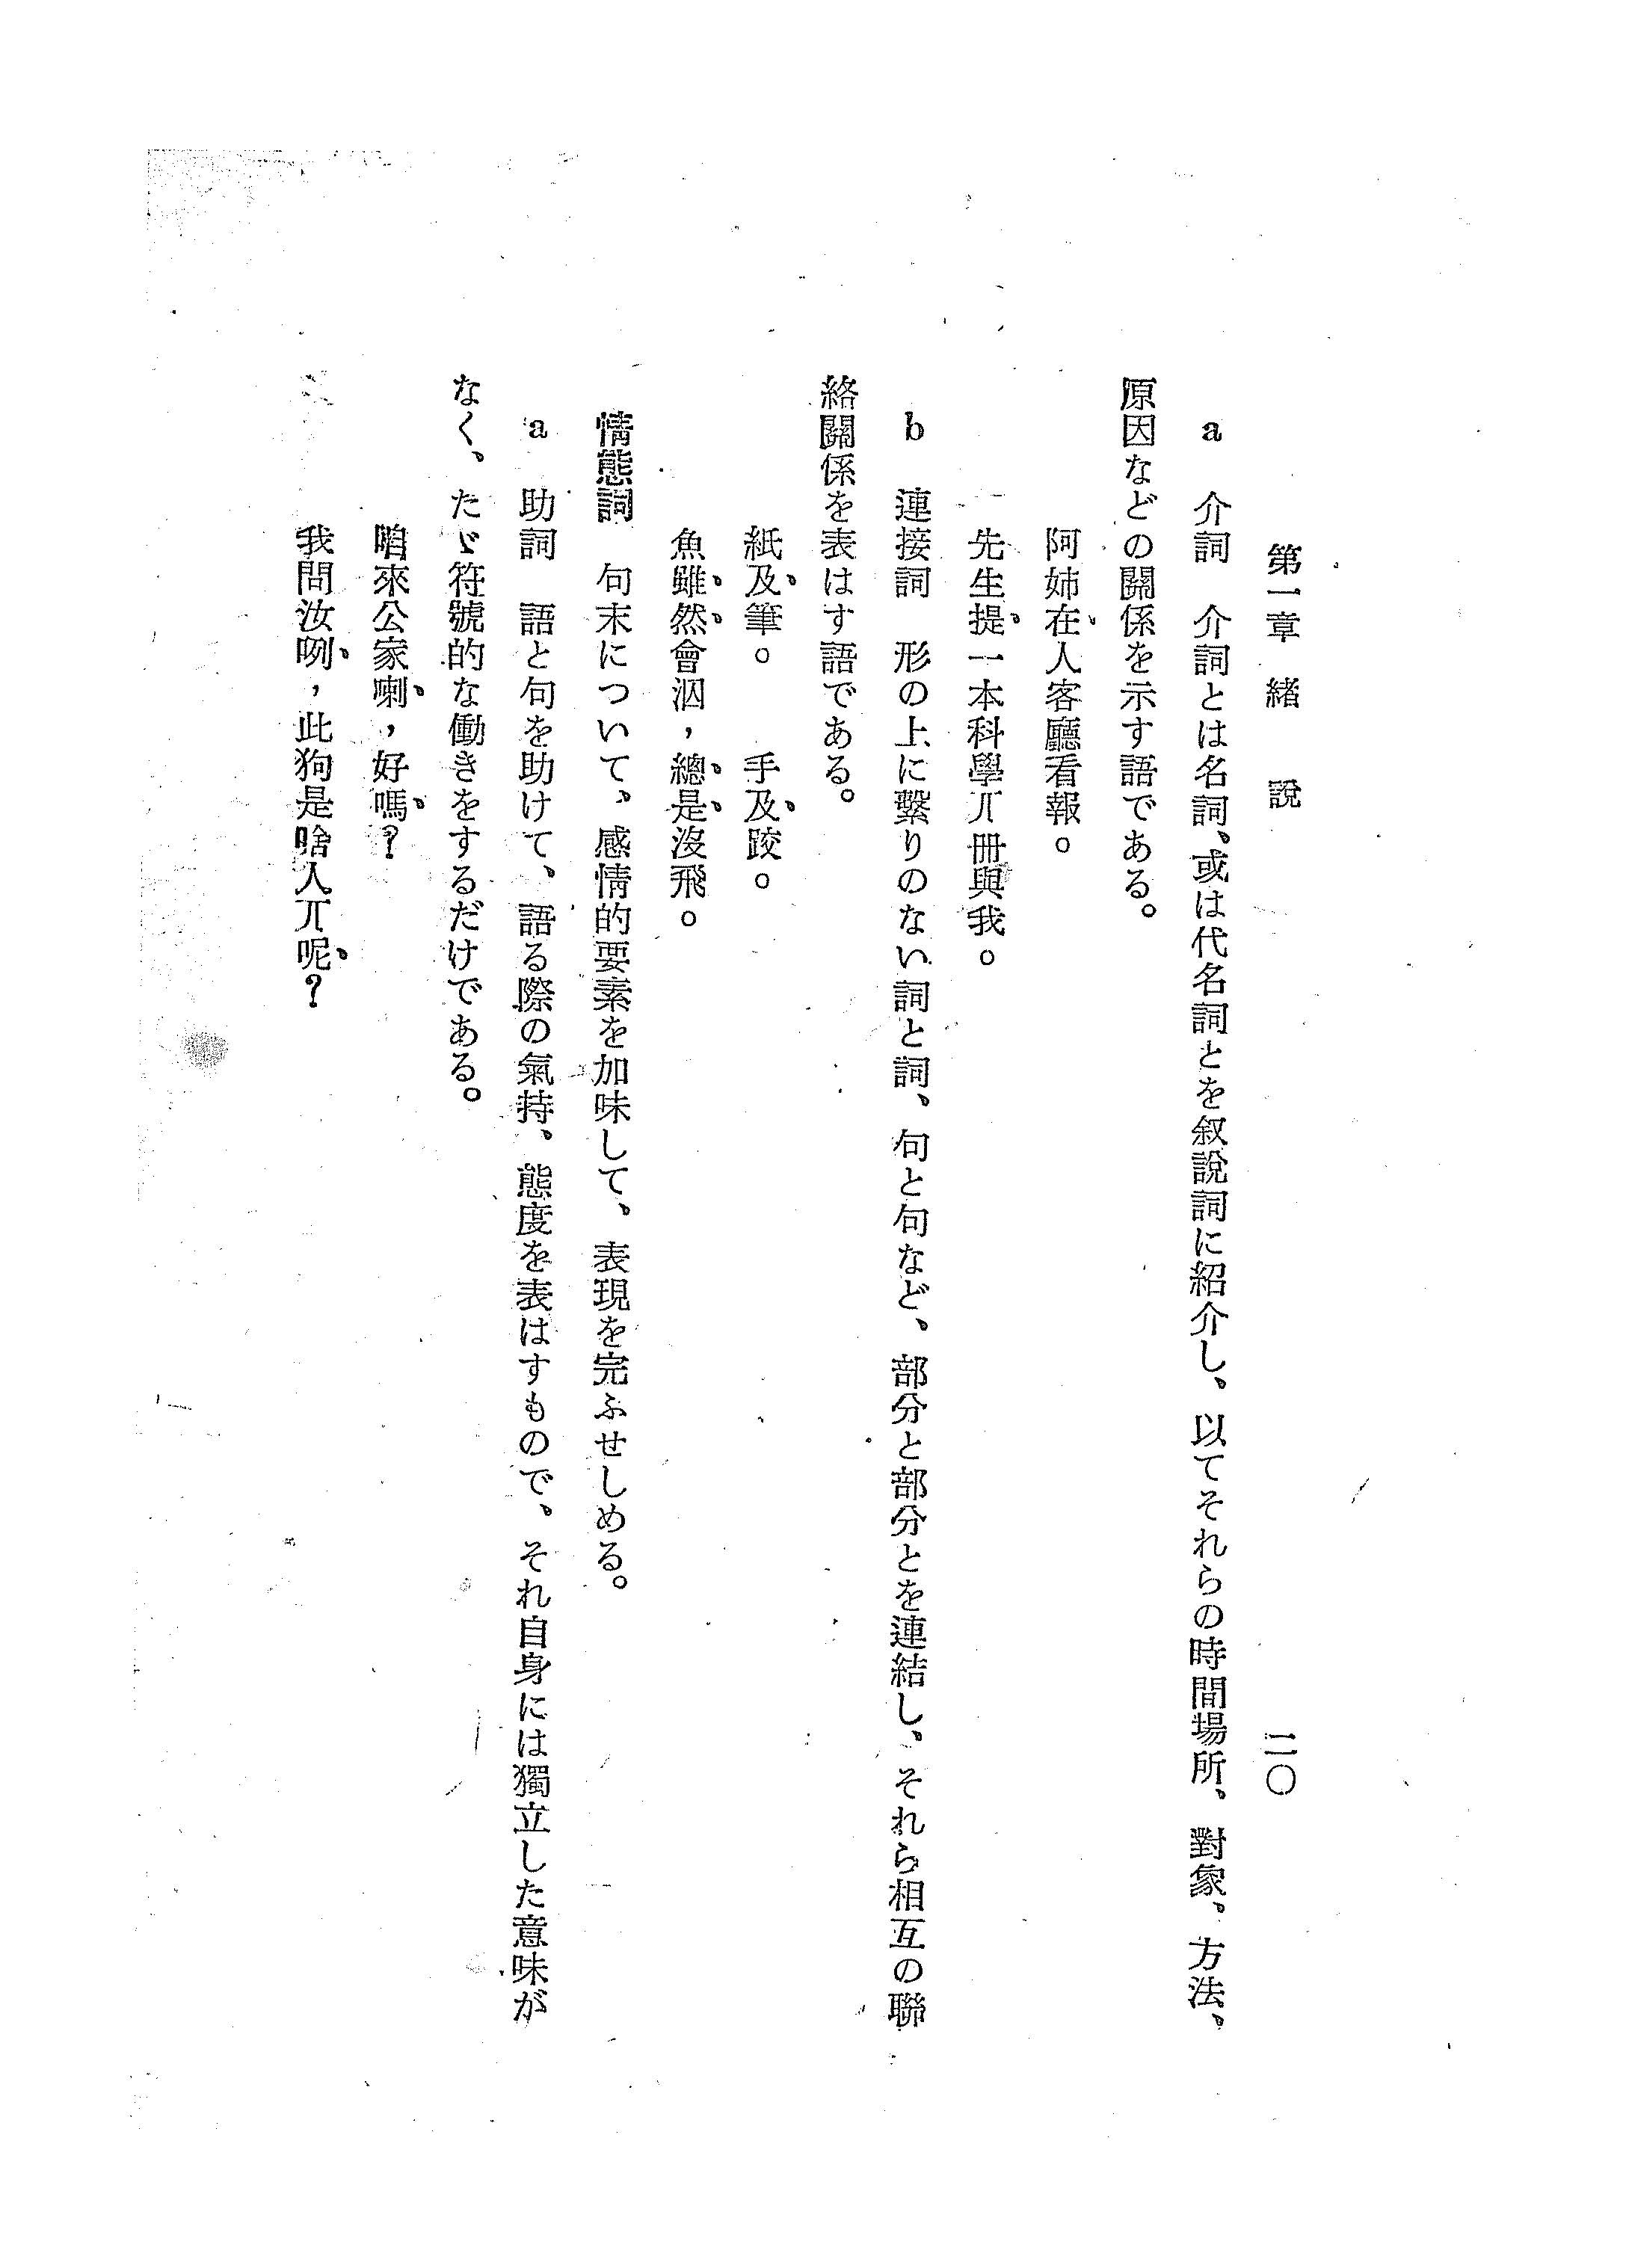 第一章　緒　說　　二〇
a　介詞　介詞とは名詞、或は代名詞とを叙說詞に紹介し、以てそれらの時間場所、對象、方法、
原因などの關係を示す語である。
阿姉在人客廳看報。
先生提一本科學丌冊與我。
b　連接詞　形の上に繫りのない詞と詞、句と句など、部分と部分とを連結し、それら相互の聯
絡關係を表はす語である。
紙及筆。　手及跤。
魚雖然會泅，總是沒飛。
情態詞　句末について、感情的要素を加味して、表現を完ふせしめる。
a　助詞　語と句を助けて、語る際の氣持、態度を表はすもので、それ自身には獨立した意味が
なく、たゞ符號的な働きをするだけである。
咱來公家喇，好嗎？
我問汝咧，此狗是啥人丌呢？